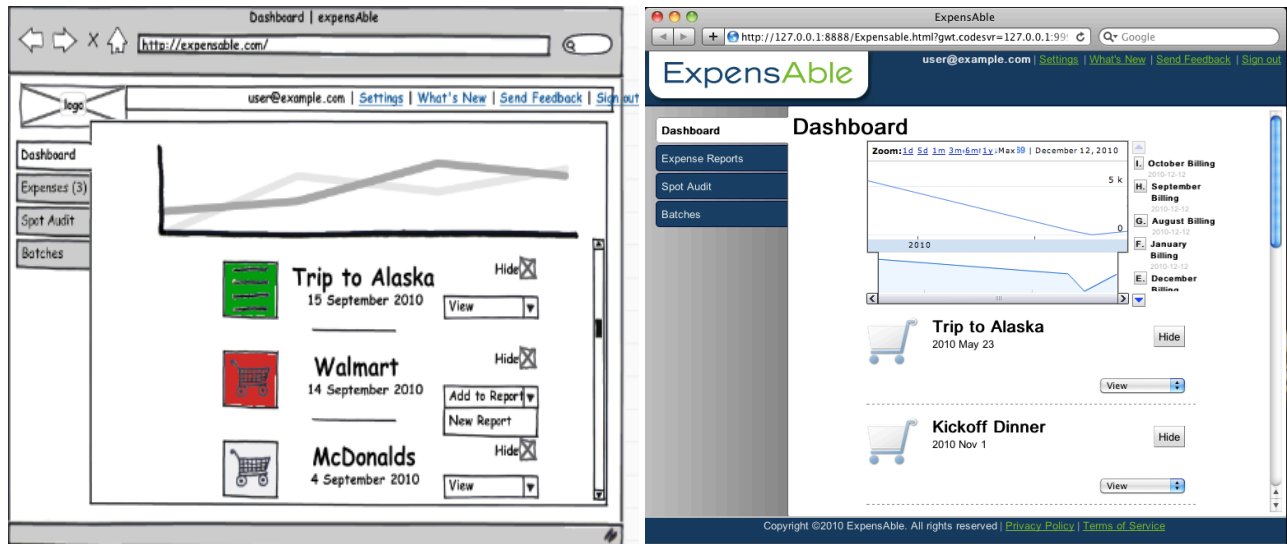 Dashboard | expensAble
http://expensable.com/
logo
user@example.com | Settings | What's New | Send Feedback | Sign out
Dashboard
Expenses (3)
Spot Audit
Batches
Trip to Alaska
15 September 2010
Hide
View
Walmart
14 September 2010
Hide
Add to Report
New Report
McDonalds
4 September 2010
Hide
View
ExpensAble
http://127.0.0.1:8888/Expensable.html?gwt.codesvr=127.0.0.1:99
Google
ExpensAble
user@example.com | Settings | What's New | Send Feedback | Sign out
Dashboard
Expense Reports
Spot Audit
Batches
Dashboard
Zoom: 1d 5d 1m 3m 6m 1y Max | December 12, 2010
5 k
0
2010
I. October Billing
2010-12-12
H. September
Billing
2010-12-12
G. August Billing
2010-12-12
F. January
Billing
2010-12-12
E. December
Billing
Trip to Alaska
2010 May 23
Hide
View
Kickoff Dinner
2010 Nov 1
Hide
View
Copyright ©2010 ExpensAble. All rights reserved | Privacy Policy | Terms of Service